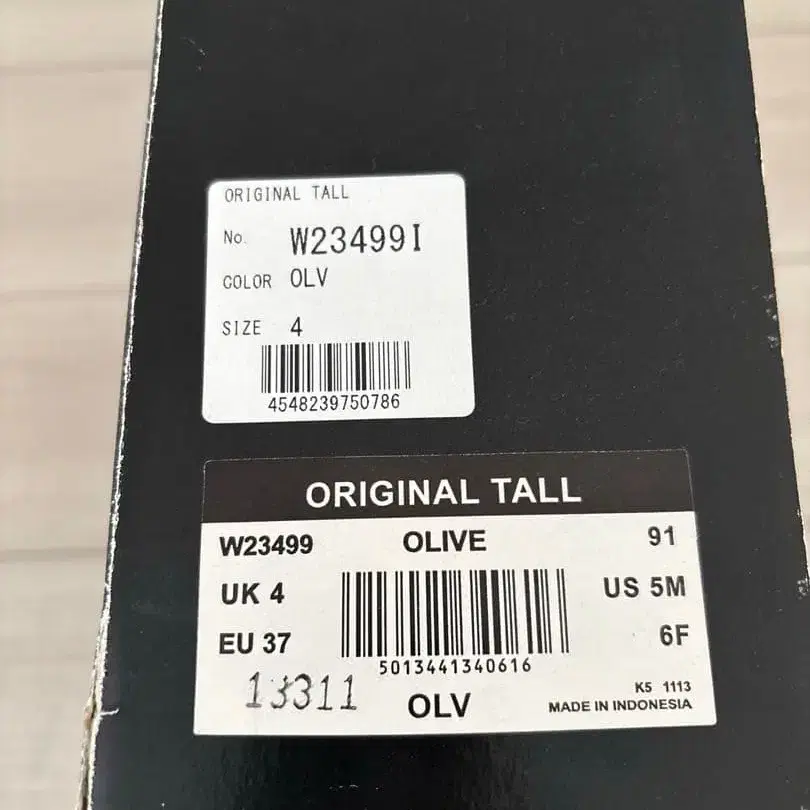 ORIGINAL TALL
No. W23499I
COLOR OLV
SIZE 4
4548239750786
ORIGINAL TALL
W23499 OLIVE 91
UK 4 US 5M
EU 37 6F
5013441340616
13311 OLV K5 1113
MADE IN INDONESIA